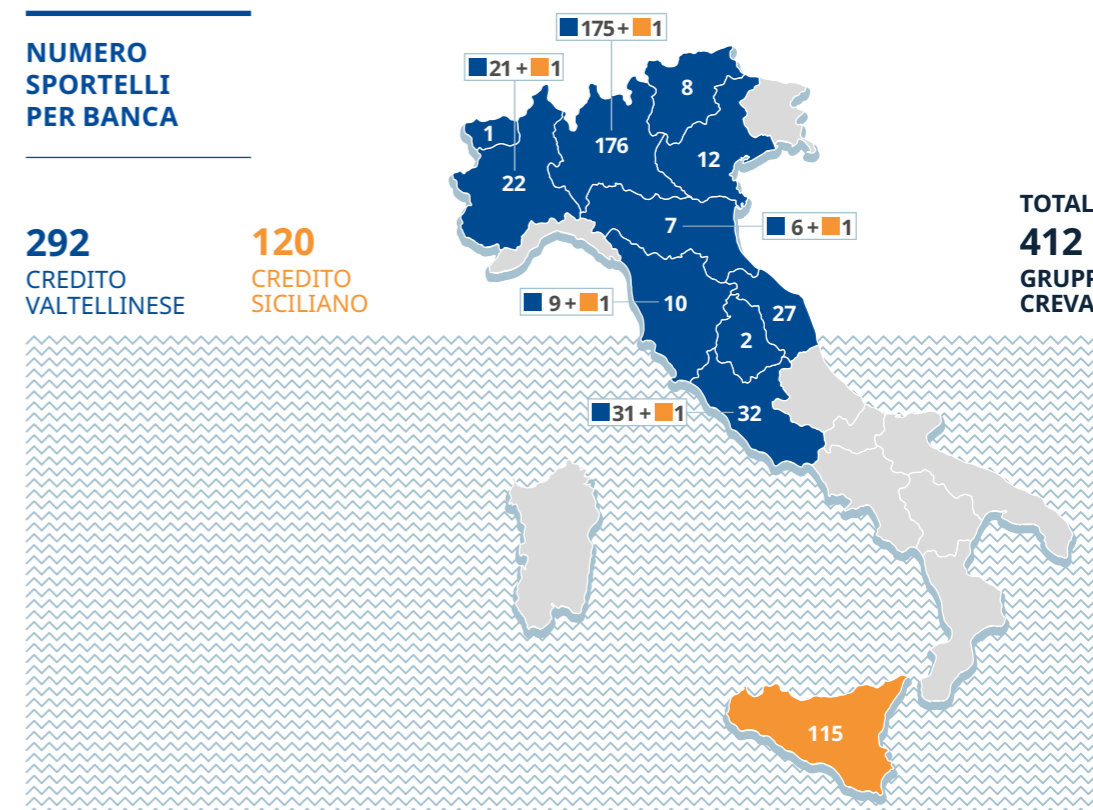 NUMERO
SPORTELLI
PER BANCA
292
CREDITO
VALTELLINESE
120
CREDITO
SICILIANO
175 + 1
21 + 1
8
1
176
12
22
7
6 + 1
9 + 1
10
27
2
31 + 1
32
115
TOTAL
412
GRUPP
CREVA